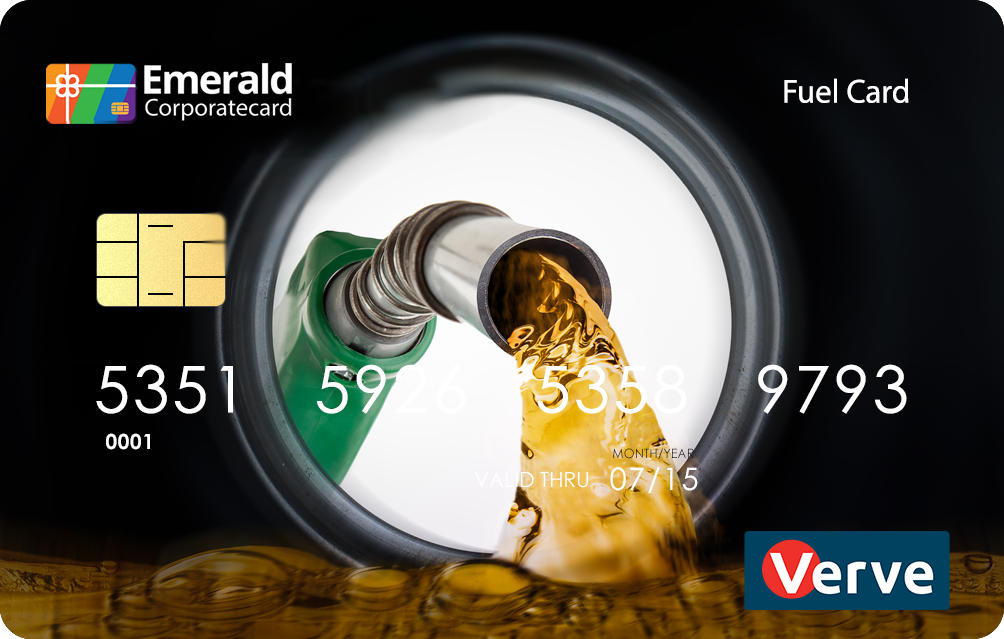 Emerald
Corporatecard
Fuel Card
5351 5926 5358 9793
0001
MONTH/YEAR
VALID THRU 07/15
Verve